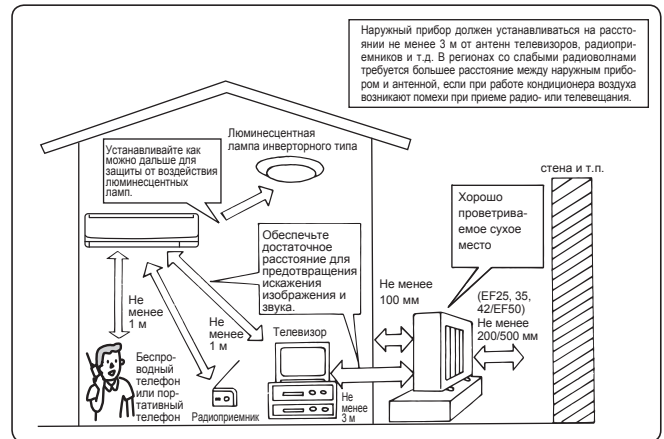 Наружный прибор должен устанавливаться на рассто-
янии не менее 3 м от антенн телевизоров, радиопри-
емников и т.д. В регионах со слабыми радиоволнами
требуется большее расстояние между наружным прибо-
ром и антенной, если при работе кондиционера воздуха
возникают помехи при приеме радио- или телевещания.
Люминесцентная
лампа инверторного типа
Устанавливайте как
можно дальше для
защиты от воздействия
люминесцентных
ламп.
стена и т.п.
Хорошо
проветрива-
емое сухое
место
Обеспечьте
достаточное
расстояние для
предотвращения
искажения
изображения и
звука.
Не менее
100 мм
(EF25, 35,
42/EF50)
Не менее
200/500 мм
Не
менее
1 м
Не
менее
1 м
Телевизор
Беспро-
водный
телефон
или пор-
тативный
телефон
Радиоприемник
Не
менее
3 м